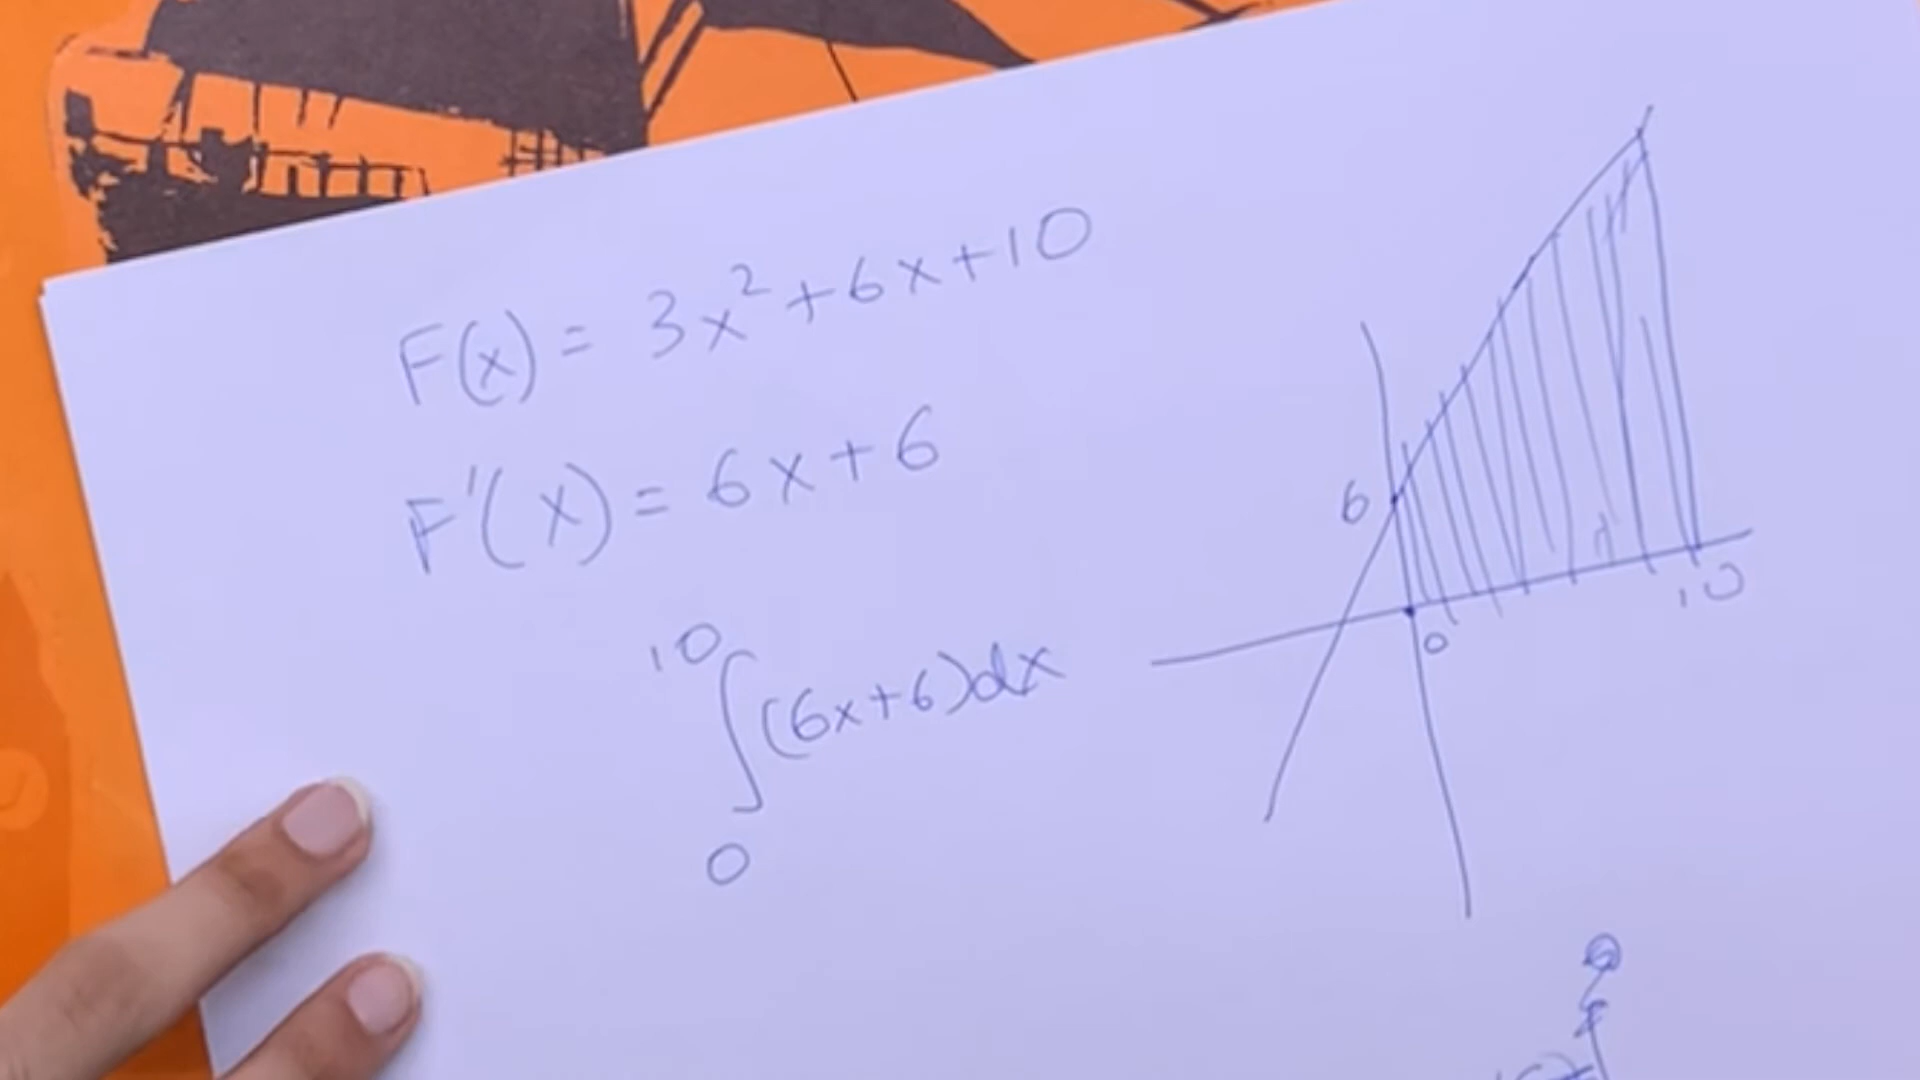 F(x) = 3x²+6x+10
F'(x) = 6x+6
10
∫(6x+6)dx
0
6
0
10